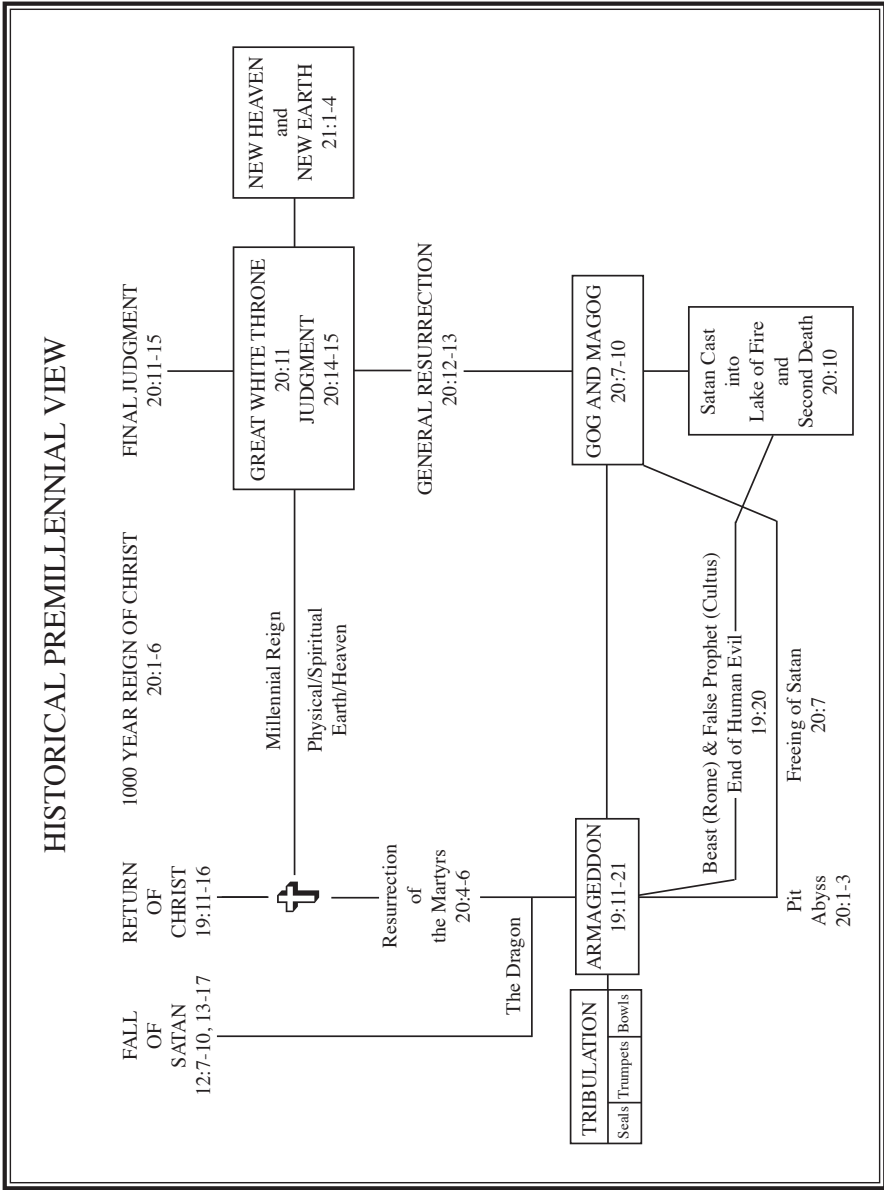 HISTORICAL PREMILLENNIAL VIEW
FALL
OF
SATAN
12:7-10, 13-17
RETURN
OF
CHRIST
19:11-16
1000 YEAR REIGN OF CHRIST
20:1-6
FINAL JUDGMENT
20:11-15
Millennial Reign
Physical/Spiritual
Earth/Heaven
GREAT WHITE THRONE
20:11
JUDGMENT
20:14-15
NEW HEAVEN
and
NEW EARTH
21:1-4
Resurrection
of
the Martyrs
20:4-6
GENERAL RESURRECTION
20:12-13
The Dragon
TRIBULATION
Seals Trumpets Bowls
ARMAGEDDON
19:11-21
GOG AND MAGOG
20:7-10
Beast (Rome) & False Prophet (Cultus)
End of Human Evil
19:20
Satan Cast
into
Lake of Fire
and
Second Death
20:10
Freeing of Satan
20:7
Pit
Abyss
20:1-3